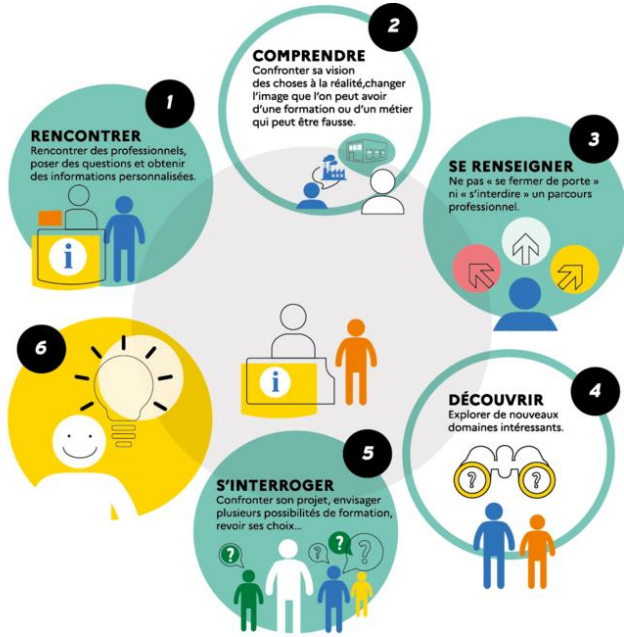 1
RENCONTRER
Rencontrer des professionnels,
poser des questions et obtenir
des informations personnalisées.
i
2
COMPRENDRE
Confronter sa vision
des choses à la réalité,changer
l'image que l'on peut avoir
d'une formation ou d'un métier
qui peut être fausse.
3
SE RENSEIGNER
Ne pas « se fermer de porte »
ni « s'interdire » un parcours
professionnel.
4
DÉCOUVRIR
Explorer de nouveaux
domaines intéressants.
? ?
5
S'INTERROGER
Confronter son projet, envisager
plusieurs possibilités de formation,
revoir ses choix...
? ? ? ?
6
i